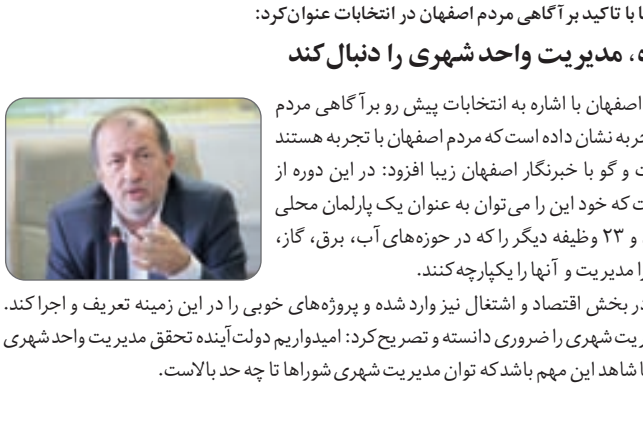 ا با تاکید بر آگاهی مردم اصفهان در انتخابات عنوان کرد:
ه، مدیریت واحد شهری را دنبال کند
اصفهان با اشاره به انتخابات پیش رو بر آگاهی مردم
جربه نشان داده است که مردم اصفهان با تجربه هستند
ت و گو با خبرنگار اصفهان زیبا افزود: در این دوره از
ت که خود این را می‌توان به عنوان یک پارلمان محلی
و ۲۳ وظیفه دیگر را که در حوزه‌های آب، برق، گاز،
را مدیریت و آنها را یکپارچه کنند.
در بخش اقتصاد و اشتغال نیز وارد شده و پروژه‌های خوبی را در این زمینه تعریف و اجرا کند.
ریت شهری را ضروری دانسته و تصریح کرد: امیدواریم دولت آینده تحقق مدیریت واحد شهری
ا شاهد این مهم باشد که توان مدیریت شهری شوراها تا چه حد بالاست.